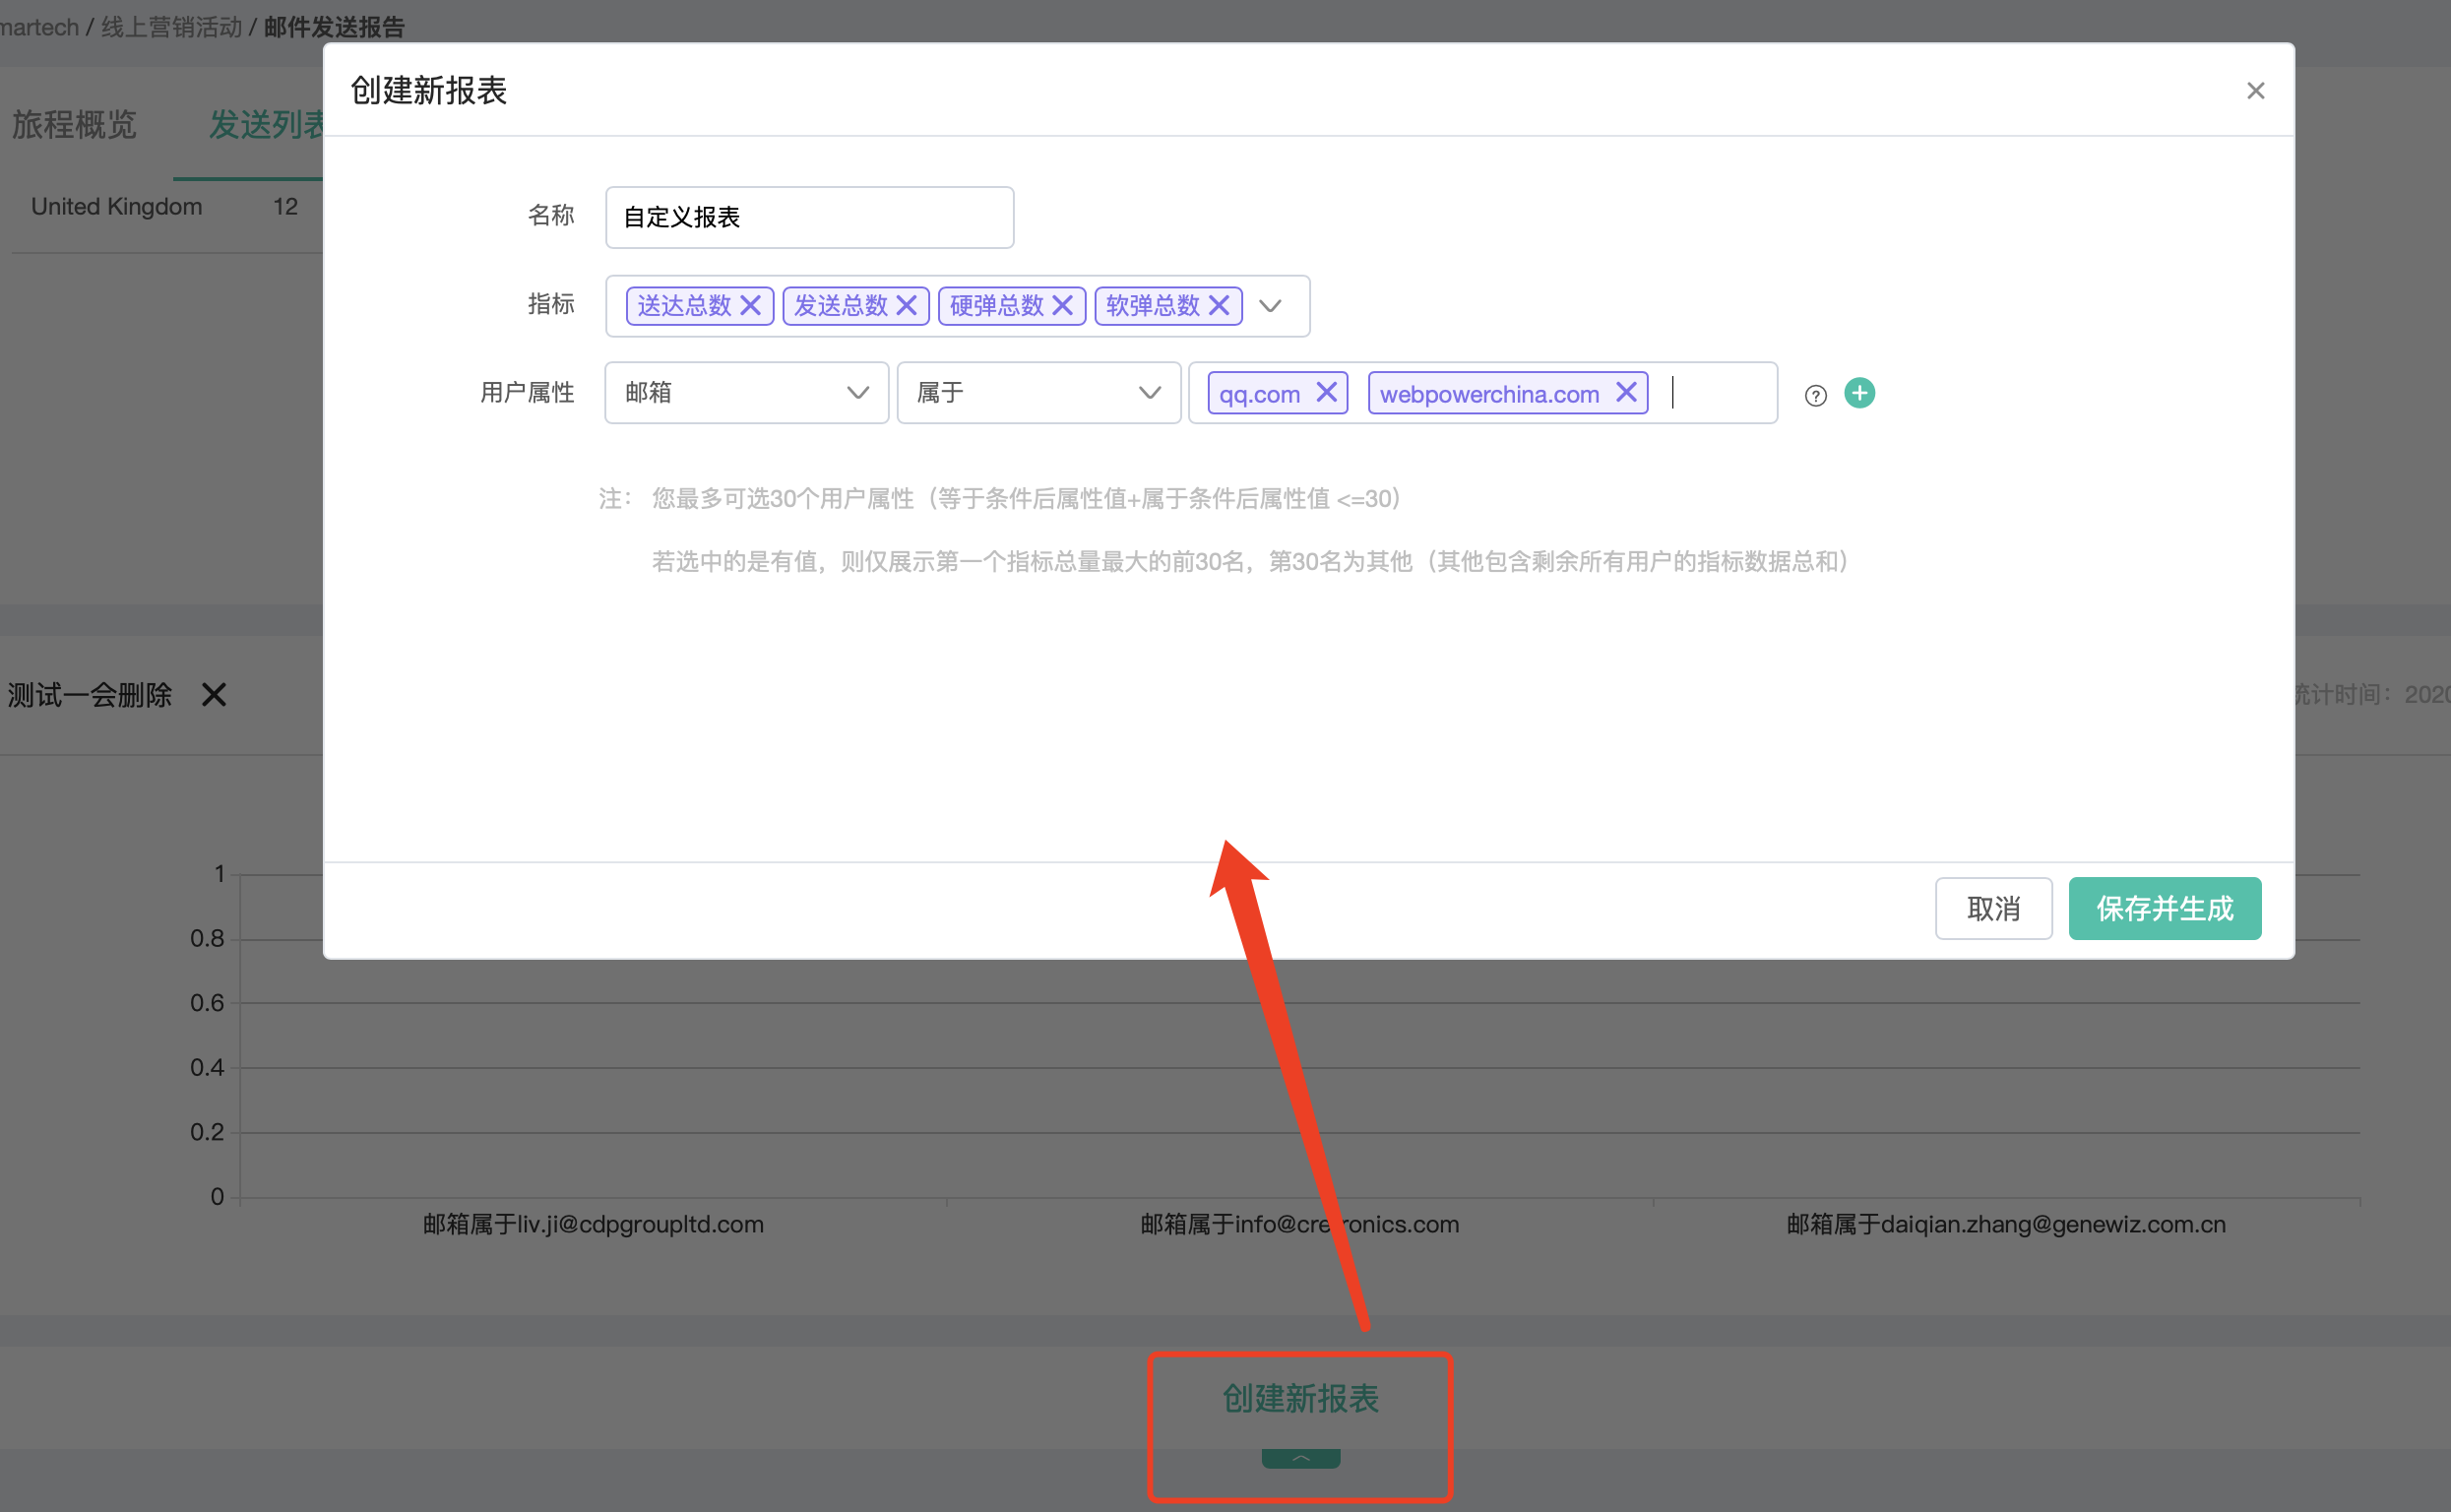 martech / 线上营销活动 / 邮件发送报告
创建新报表
旅程概览 发送列表
United Kingdom 12
名称 自定义报表
指标 送达总数 发送总数 硬弹总数 软弹总数
用户属性 邮箱 属于 qq.com webpowerchina.com
注： 您最多可选30个用户属性（等于条件后属性值+属于条件后属性值 <=30）
若选中的是有值，则仅展示第一个指标总量最大的前30名，第30名为其他（其他包含剩余所有用户的指标数据总和）
测试一会删除 统计时间：2020
取消 保存并生成
1
0.8
0.6
0.4
0.2
0
邮箱属于liv.ji@cdpgroupltd.com 邮箱属于 邮箱属于daiqian.zhang@genewiz.com.cn
创建新报表